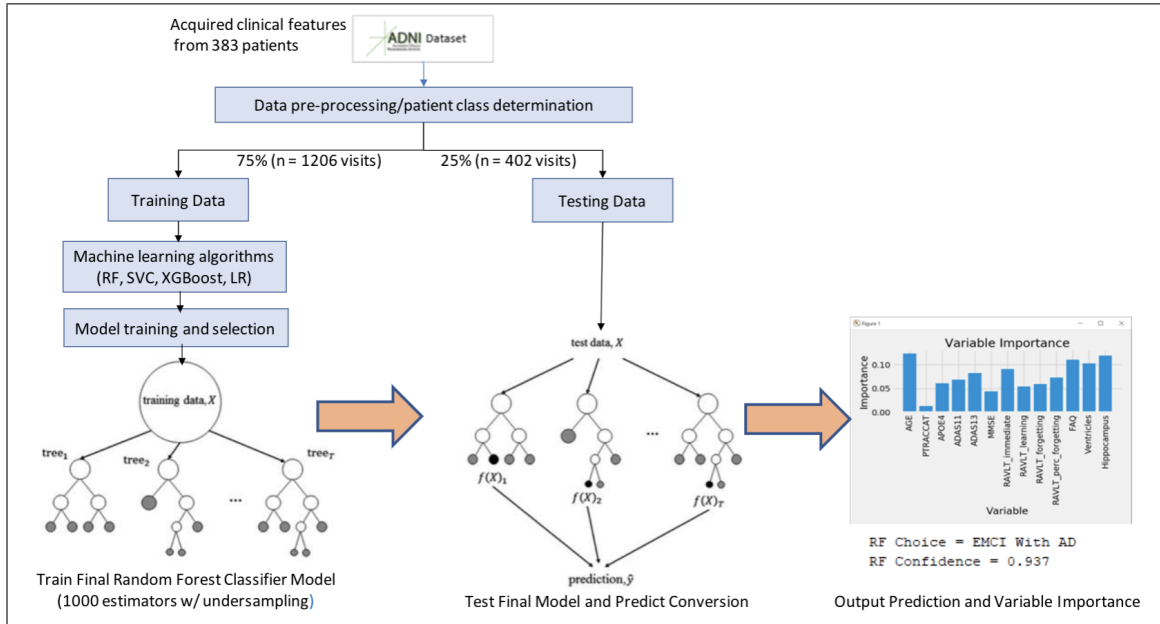 Acquired clinical features
from 383 patients
ADNI Dataset
Data pre-processing/patient class determination
75% (n = 1206 visits)
25% (n = 402 visits)
Training Data
Testing Data
Machine learning algorithms
(RF, SVC, XGBoost, LR)
Model training and selection
training data, X
tree₁
tree₂
tree_T
...
Train Final Random Forest Classifier Model
(1000 estimators w/ undersampling)
test data, X
...
f(X)₁
f(X)₂
f(X)_T
prediction, ŷ
Test Final Model and Predict Conversion
Figure 1
Variable Importance
Importance
0.10
0.05
0.00
AGE
PTRACCAT
APOE4
ADAS11
ADAS13
MMSE
RAVLT_immediate
RAVLT_learning
RAVLT_forgetting
RAVLT_perc_forgetting
FAQ
Ventricles
Hippocampus
Variable
RF Choice = EMCI With AD
RF Confidence = 0.937
Output Prediction and Variable Importance